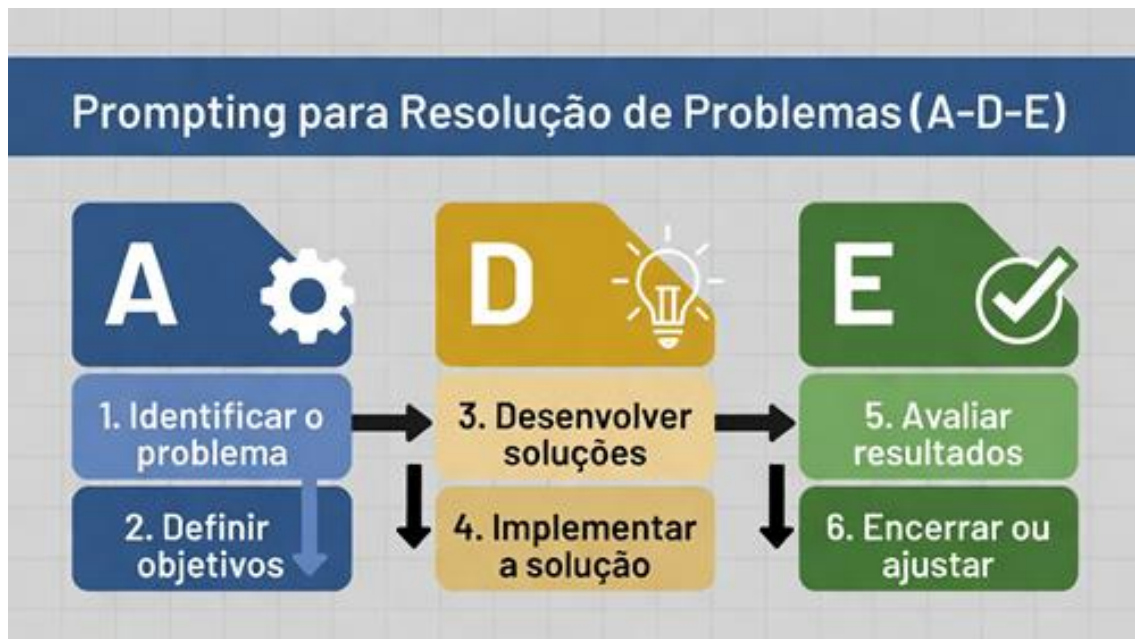 Prompting para Resolução de Problemas (A-D-E)
A
1. Identificar o
problema
2. Definir
objetivos
D
3. Desenvolver
soluções
4. Implementar
a solução
E
5. Avaliar
resultados
6. Encerrar ou
ajustar